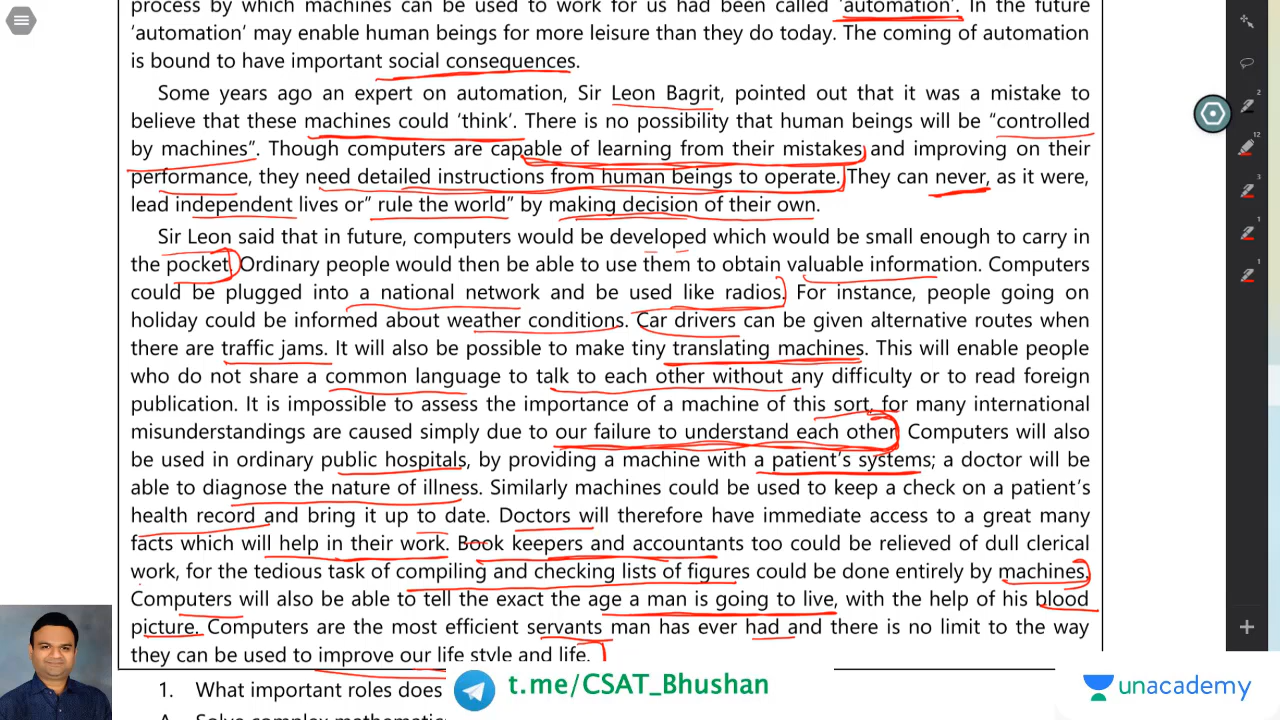 process by which machines can be used to work for us had been called ‘automation’. In the future
‘automation’ may enable human beings for more leisure than they do today. The coming of automation
is bound to have important social consequences.
Some years ago an expert on automation, Sir Leon Bagrit, pointed out that it was a mistake to
believe that these machines could ‘think’. There is no possibility that human beings will be “controlled
by machines”. Though computers are capable of learning from their mistakes and improving on their
performance, they need detailed instructions from human beings to operate. They can never, as it were,
lead independent lives or” rule the world” by making decision of their own.
Sir Leon said that in future, computers would be developed which would be small enough to carry in
the pocket. Ordinary people would then be able to use them to obtain valuable information. Computers
could be plugged into a national network and be used like radios. For instance, people going on
holiday could be informed about weather conditions. Car drivers can be given alternative routes when
there are traffic jams. It will also be possible to make tiny translating machines. This will enable people
who do not share a common language to talk to each other without any difficulty or to read foreign
publication. It is impossible to assess the importance of a machine of this sort, for many international
misunderstandings are caused simply due to our failure to understand each other. Computers will also
be used in ordinary public hospitals, by providing a machine with a patient’s systems; a doctor will be
able to diagnose the nature of illness. Similarly machines could be used to keep a check on a patient’s
health record and bring it up to date. Doctors will therefore have immediate access to a great many
facts which will help in their work. Book keepers and accountants too could be relieved of dull clerical
work, for the tedious task of compiling and checking lists of figures could be done entirely by machines.
Computers will also be able to tell the exact the age a man is going to live, with the help of his blood
picture. Computers are the most efficient servants man has ever had and there is no limit to the way
they can be used to improve our life style and life.
1. What important roles does
t.me/CSAT_Bhushan
unacademy
2
12
3
1
1
1